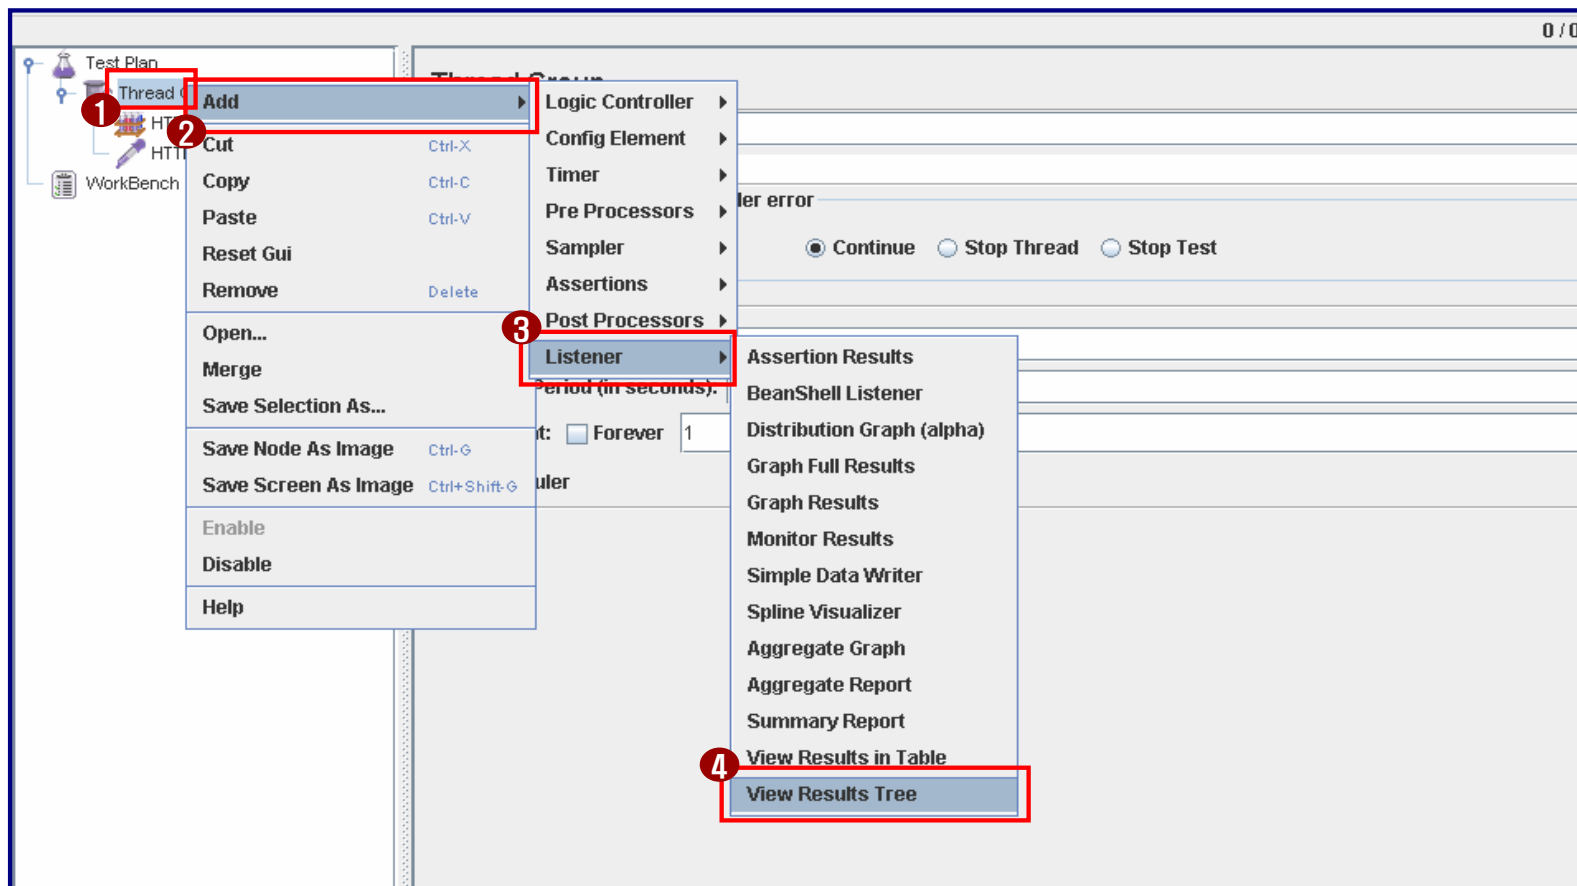 0 / 0
Test Plan
Thread Group
1 Thread
HT
HTTP
WorkBench
2 Add
Cut Ctrl-X
Copy Ctrl-C
Paste Ctrl-V
Reset Gui
Remove Delete
Open...
Merge
Save Selection As...
Save Node As Image Ctrl-G
Save Screen As Image Ctrl+Shift-G
Enable
Disable
Help
Logic Controller
Config Element
Timer
Pre Processors
Sampler
Assertions
Post Processors
3 Listener
ler error
Continue Stop Thread Stop Test
Period (in seconds):
t: Forever 1
uler
Assertion Results
BeanShell Listener
Distribution Graph (alpha)
Graph Full Results
Graph Results
Monitor Results
Simple Data Writer
Spline Visualizer
Aggregate Graph
Aggregate Report
Summary Report
View Results in Table
4 View Results Tree